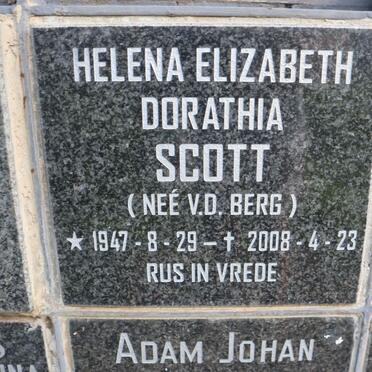 HELENA ELIZABETH
DORATHIA
SCOTT
( NEÉ V.D. BERG )
★ 1947 - 8 - 29 – ✝ 2008 - 4 - 23
RUS IN VREDE
ADAM JOHAN